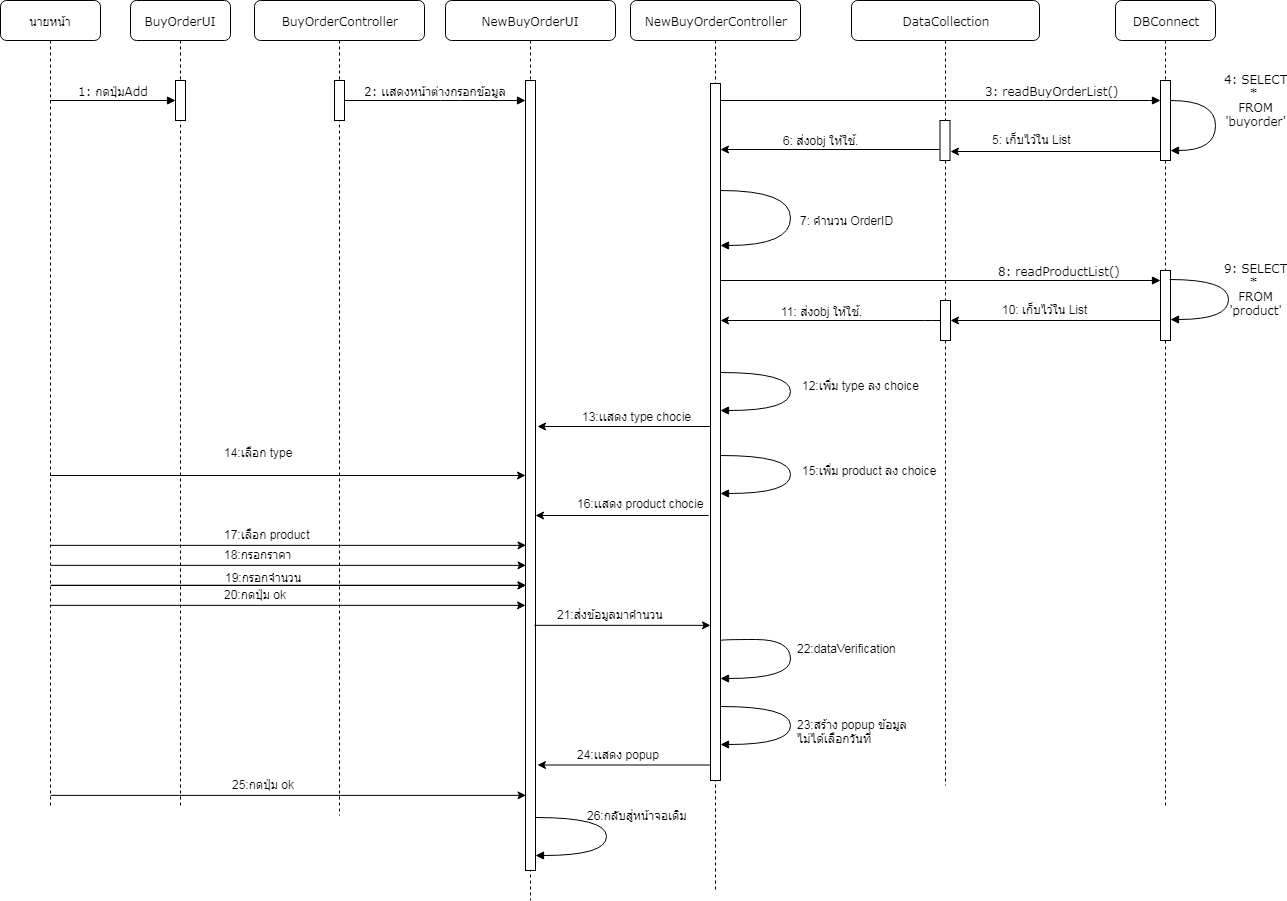 นายหน้า
BuyOrderUI
BuyOrderController
NewBuyOrderUI
NewBuyOrderController
DataCollection
DBConnect
1: กดปุ่มAdd
2: แสดงหน้าต่างกรอกข้อมูล
3: readBuyOrderList()
4: SELECT
*
FROM
'buyorder'
5: เก็บไว้ใน List
6: ส่งobj ให้ใช้.
7: คำนวน OrderID
8: readProductList()
9: SELECT
*
FROM
'product'
10: เก็บไว้ใน List
11: ส่งobj ให้ใช้.
12:เพิ่ม type ลง choice
13:แสดง type chocie
14:เลือก type
15:เพิ่ม product ลง choice
16:แสดง product chocie
17:เลือก product
18:กรอกราคา
19:กรอกจำนวน
20:กดปุ่ม ok
21:ส่งข้อมูลมาคำนวน
22:dataVerification
23:สร้าง popup ข้อมูล
ไม่ได้เลือกวันที่
24:แสดง popup
25:กดปุ่ม ok
26:กลับสู่หน้าจอเดิม